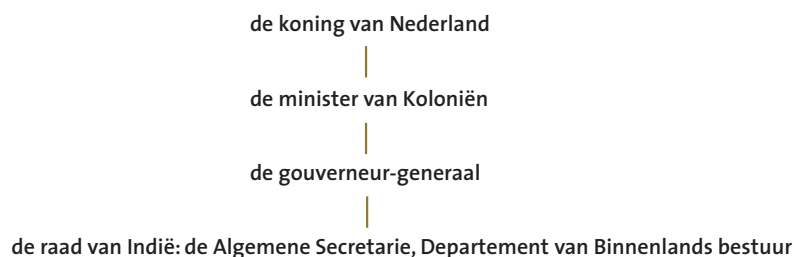 de koning van Nederland
de minister van Koloniën
de gouverneur-generaal
de raad van Indië: de Algemene Secretarie, Departement van Binnenlands bestuur